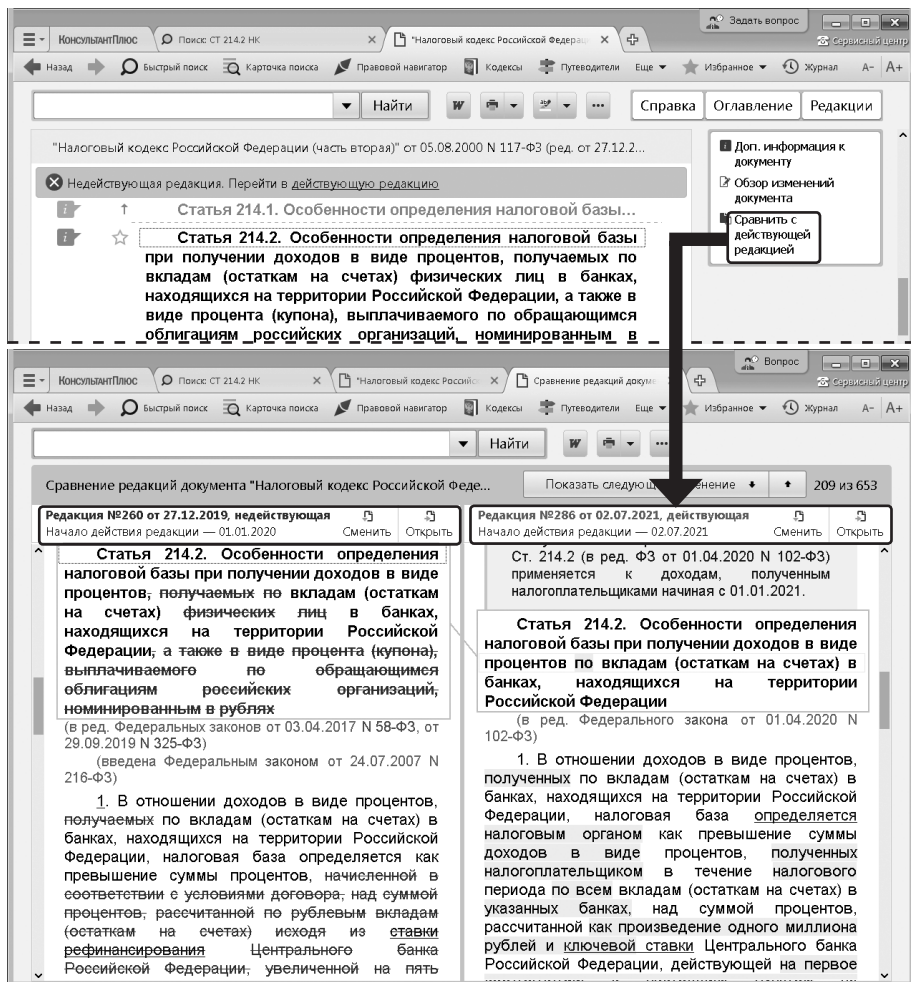 Задать вопрос
КонсультантПлюс
Поиск: СТ 214.2 НК
"Налоговый кодекс Российской Федерац
Сервисный центр
Назад
Быстрый поиск
Карточка поиска
Правовой навигатор
Кодексы
Путеводители
Еще
Избранное
Журнал
А− А+
Найти
W
Справка
Оглавление
Редакции
"Налоговый кодекс Российской Федерации (часть вторая)" от 05.08.2000 N 117-ФЗ (ред. от 27.12.2...
Недействующая редакция. Перейти в действующую редакцию
i ↑ Статья 214.1. Особенности определения налоговой базы...
i Статья 214.2. Особенности определения налоговой базы
при получении доходов в виде процентов, получаемых по
вкладам (остаткам на счетах) физических лиц в банках,
находящихся на территории Российской Федерации, а также в
виде процента (купона), выплачиваемого по обращающимся
облигациям российских организаций, номинированным в
Доп. информация к
документу
Обзор изменений
документа
Сравнить с
действующей
редакцией
Вопрос
КонсультантПлюс
Поиск: СТ 214.2 НК
"Налоговый кодекс Российс
Сравнение редакций докуме
Сервисный центр
Назад
Быстрый поиск
Карточка поиска
Правовой навигатор
Кодексы
Путеводители
Еще
Избранное
Журнал
А− А+
Найти
W
Сравнение редакций документа "Налоговый кодекс Российской Феде...
Показать следующ енение
209 из 653
Редакция №260 от 27.12.2019, недействующая
Начало действия редакции — 01.01.2020
Сменить
Открыть
Статья 214.2. Особенности определения
налоговой базы при получении доходов в виде
процентов, получаемых по вкладам (остаткам
на счетах) физических лиц в банках,
находящихся на территории Российской
Федерации, а также в виде процента (купона),
выплачиваемого по обращающимся
облигациям российских организаций,
номинированным в рублях
(в ред. Федеральных законов от 03.04.2017 N 58-ФЗ, от
29.09.2019 N 325-ФЗ)
(введена Федеральным законом от 24.07.2007 N
216-ФЗ)
1. В отношении доходов в виде процентов,
получаемых по вкладам (остаткам на счетах) в
банках, находящихся на территории Российской
Федерации, налоговая база определяется как
превышение суммы процентов, начисленной в
соответствии с условиями договора, над суммой
процентов, рассчитанной по рублевым вкладам
(остаткам на счетах) исходя из ставки
рефинансирования Центрального банка
Российской Федерации, увеличенной на пять
Редакция №286 от 02.07.2021, действующая
Начало действия редакции — 02.07.2021
Сменить
Открыть
Ст. 214.2 (в ред. ФЗ от 01.04.2020 N 102-ФЗ)
применяется к доходам, полученным
налогоплательщиками начиная с 01.01.2021.
Статья 214.2. Особенности определения
налоговой базы при получении доходов в виде
процентов по вкладам (остаткам на счетах) в
банках, находящихся на территории
Российской Федерации
(в ред. Федерального закона от 01.04.2020 N
102-ФЗ)
1. В отношении доходов в виде процентов,
полученных по вкладам (остаткам на счетах) в
банках, находящихся на территории Российской
Федерации, налоговая база определяется
налоговым органом как превышение суммы
доходов в виде процентов, полученных
налогоплательщиком в течение налогового
периода по всем вкладам (остаткам на счетах) в
указанных банках, над суммой процентов,
рассчитанной как произведение одного миллиона
рублей и ключевой ставки Центрального банка
Российской Федерации, действующей на первое